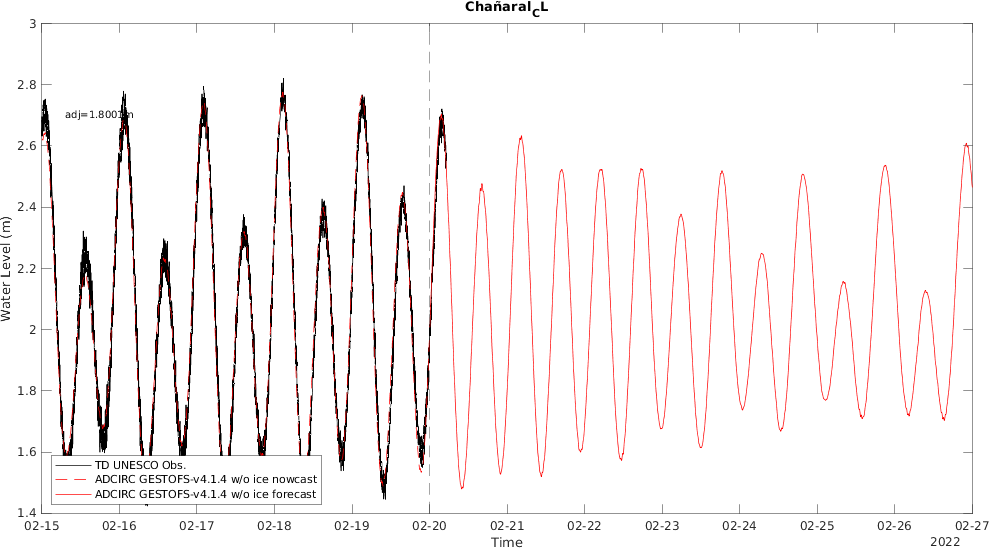 Chañaral_CL
3
2.8
adj=1.8001m
2.6
2.4
2.2
2
1.8
1.6
1.4
Water Level (m)
TD UNESCO Obs.
ADCIRC GESTOFS-v4.1.4 w/o ice nowcast
ADCIRC GESTOFS-v4.1.4 w/o ice forecast
02-15 02-16 02-17 02-18 02-19 02-20 02-21 02-22 02-23 02-24 02-25 02-26 02-27
Time
2022